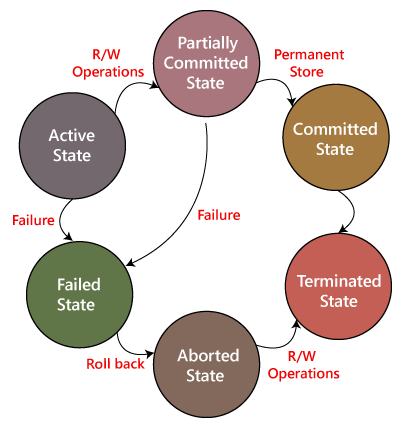 R/W
Operations
Partially
Committed
State
Permanent
Store
Active
State
Committed
State
Failure
Failure
Failed
State
Terminated
State
Roll back
Aborted
State
R/W
Operations